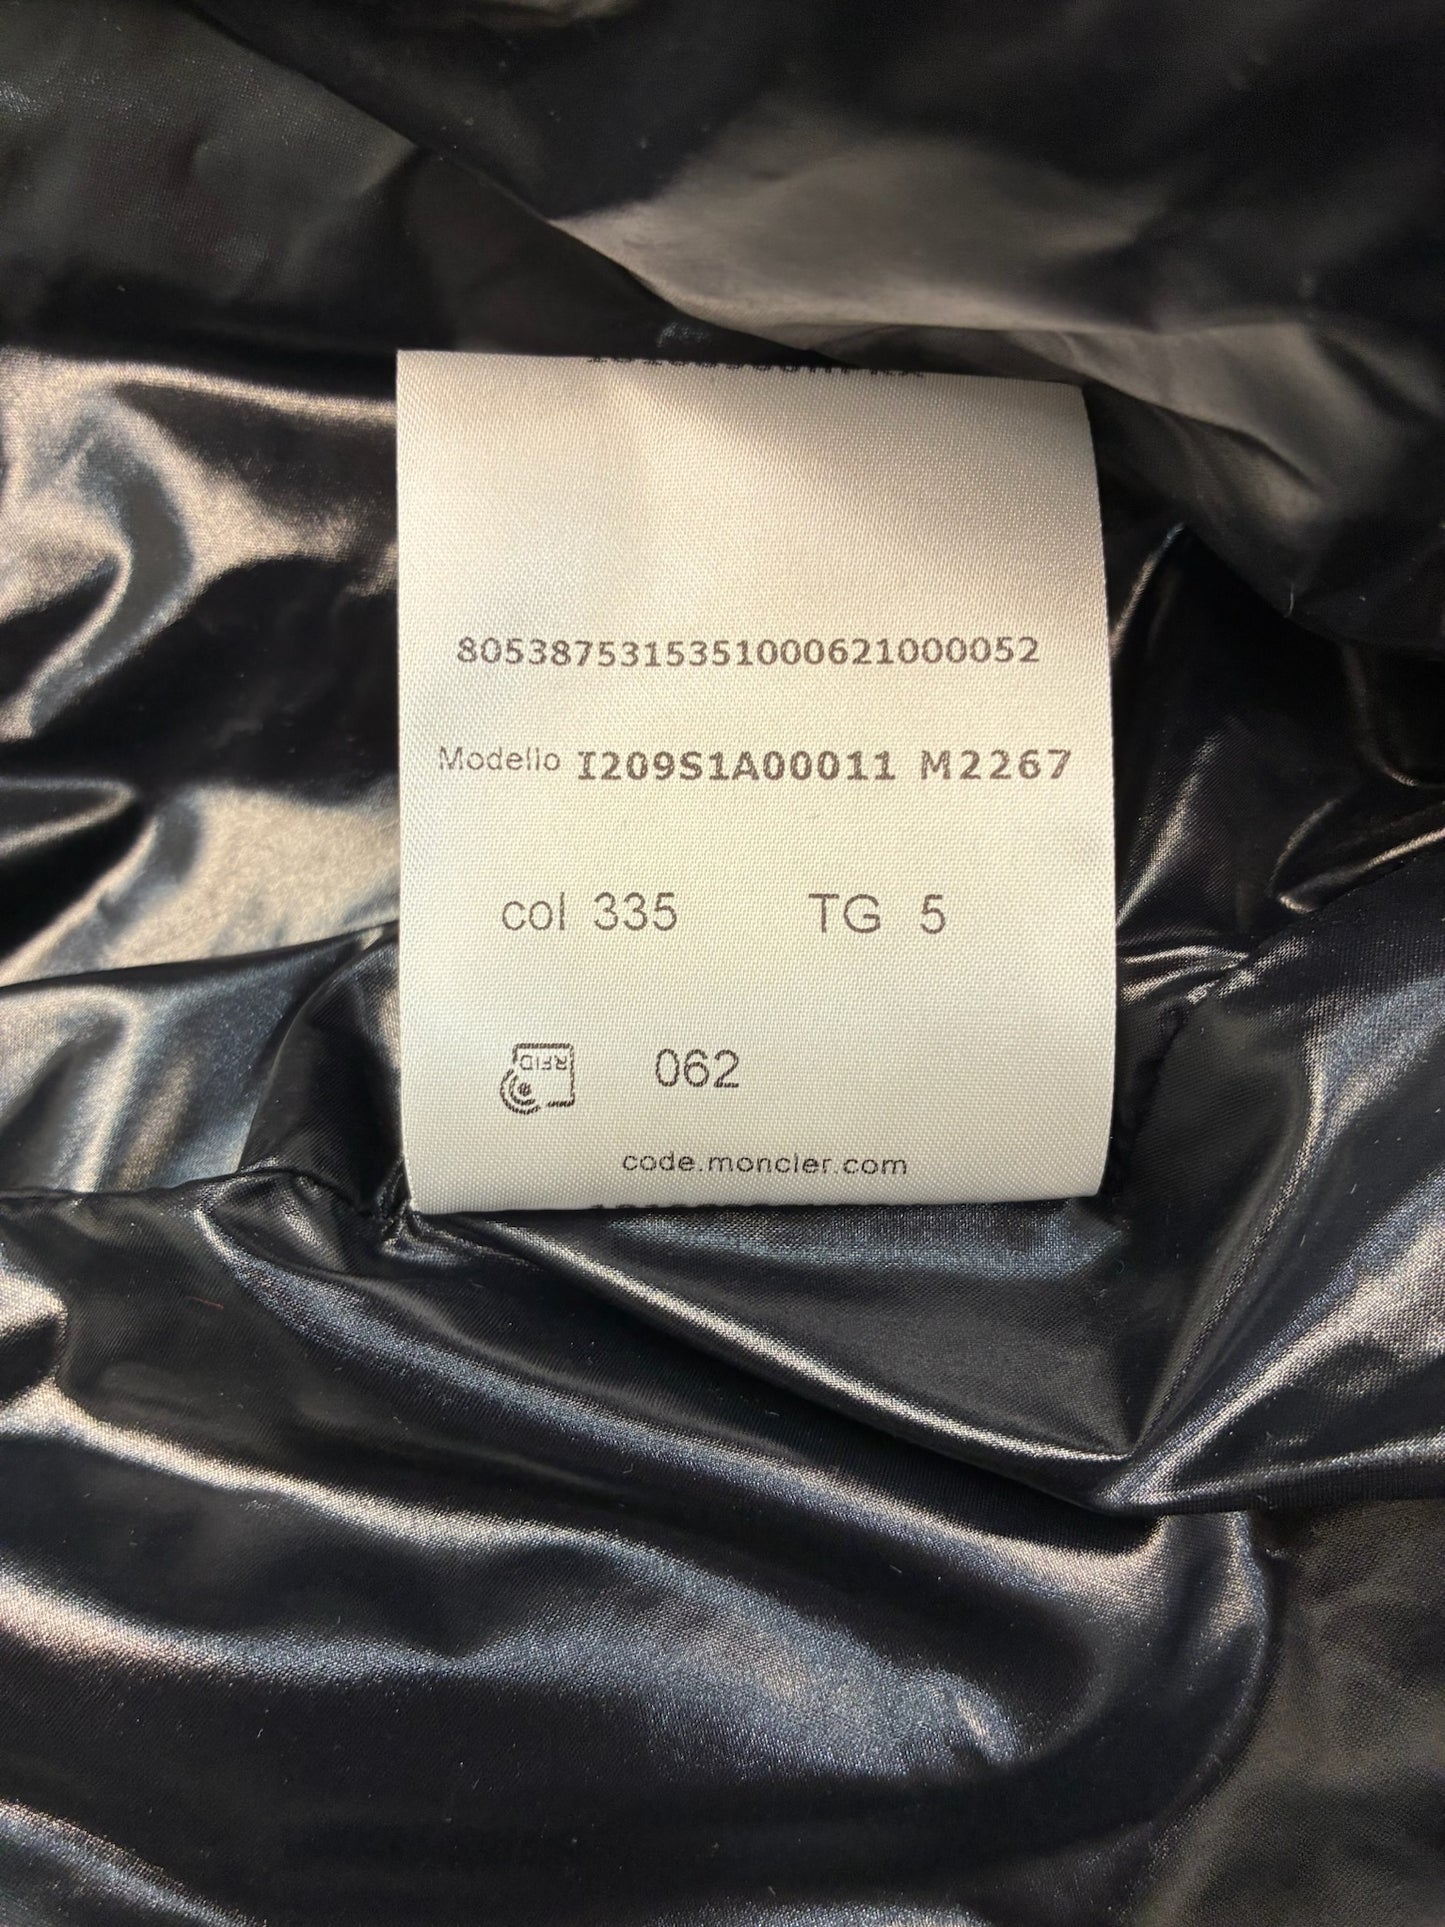 8053875315351000621000052
Modello I209S1A00011 M2267
col 335 TG 5
RFID 062
code.moncler.com